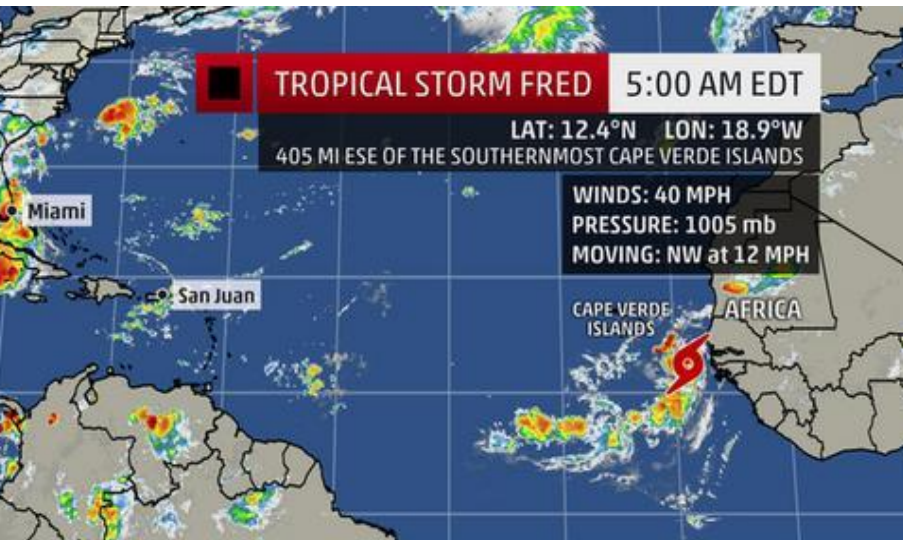 TROPICAL STORM FRED 5:00 AM EDT
LAT: 12.4°N LON: 18.9°W
405 MI ESE OF THE SOUTHERNMOST CAPE VERDE ISLANDS
WINDS: 40 MPH
PRESSURE: 1005 mb
MOVING: NW at 12 MPH
Miami
San Juan
CAPE VERDE
ISLANDS
AFRICA